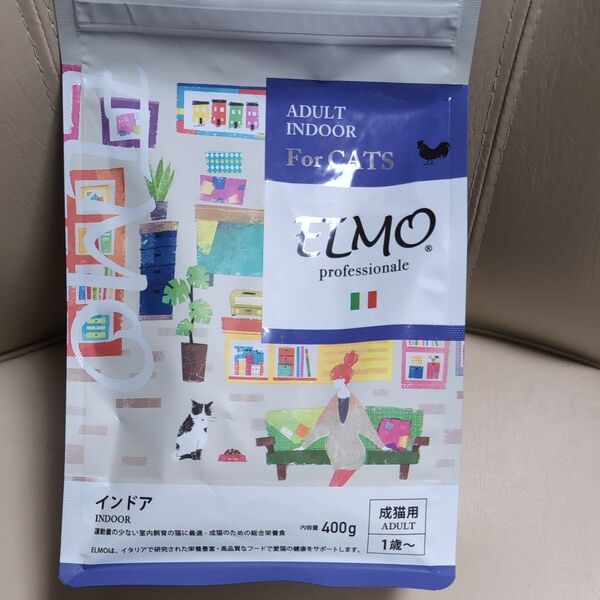 ELMO
ADULT
INDOOR
For CATS
ELMO®
professionale
インドア
INDOOR
内容量 400g
成猫用
ADULT
1歳～
運動量の少ない室内飼育の猫に最適 - 成猫のための総合栄養食
ELMOは、イタリアで研究された栄養豊富・高品質なフードで愛猫の健康をサポートします。